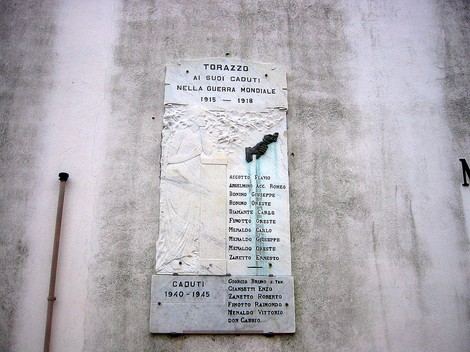 TORAZZO
AI SUOI CADUTI
NELLA GUERRA MONDIALE
1915 — 1918
ASCOTTO FLAVIO
ANSELMINO ACC. ROMEO
BONINO GIUSEPPE
BONINO ORESTE
DIAMANTE CARLO
FINOTTO ORESTE
MENALDO CARLO
MENALDO GIUSEPPE
MENALDO ORESTE
ZANETTO ERNESTO
CADUTI
1940-1945
BRUNO
GIANSETTI ENZO
ZANETTO ROBERTO
FINOTTO RAIMONDO
MENALDO VITTORIO
DON CASSIO